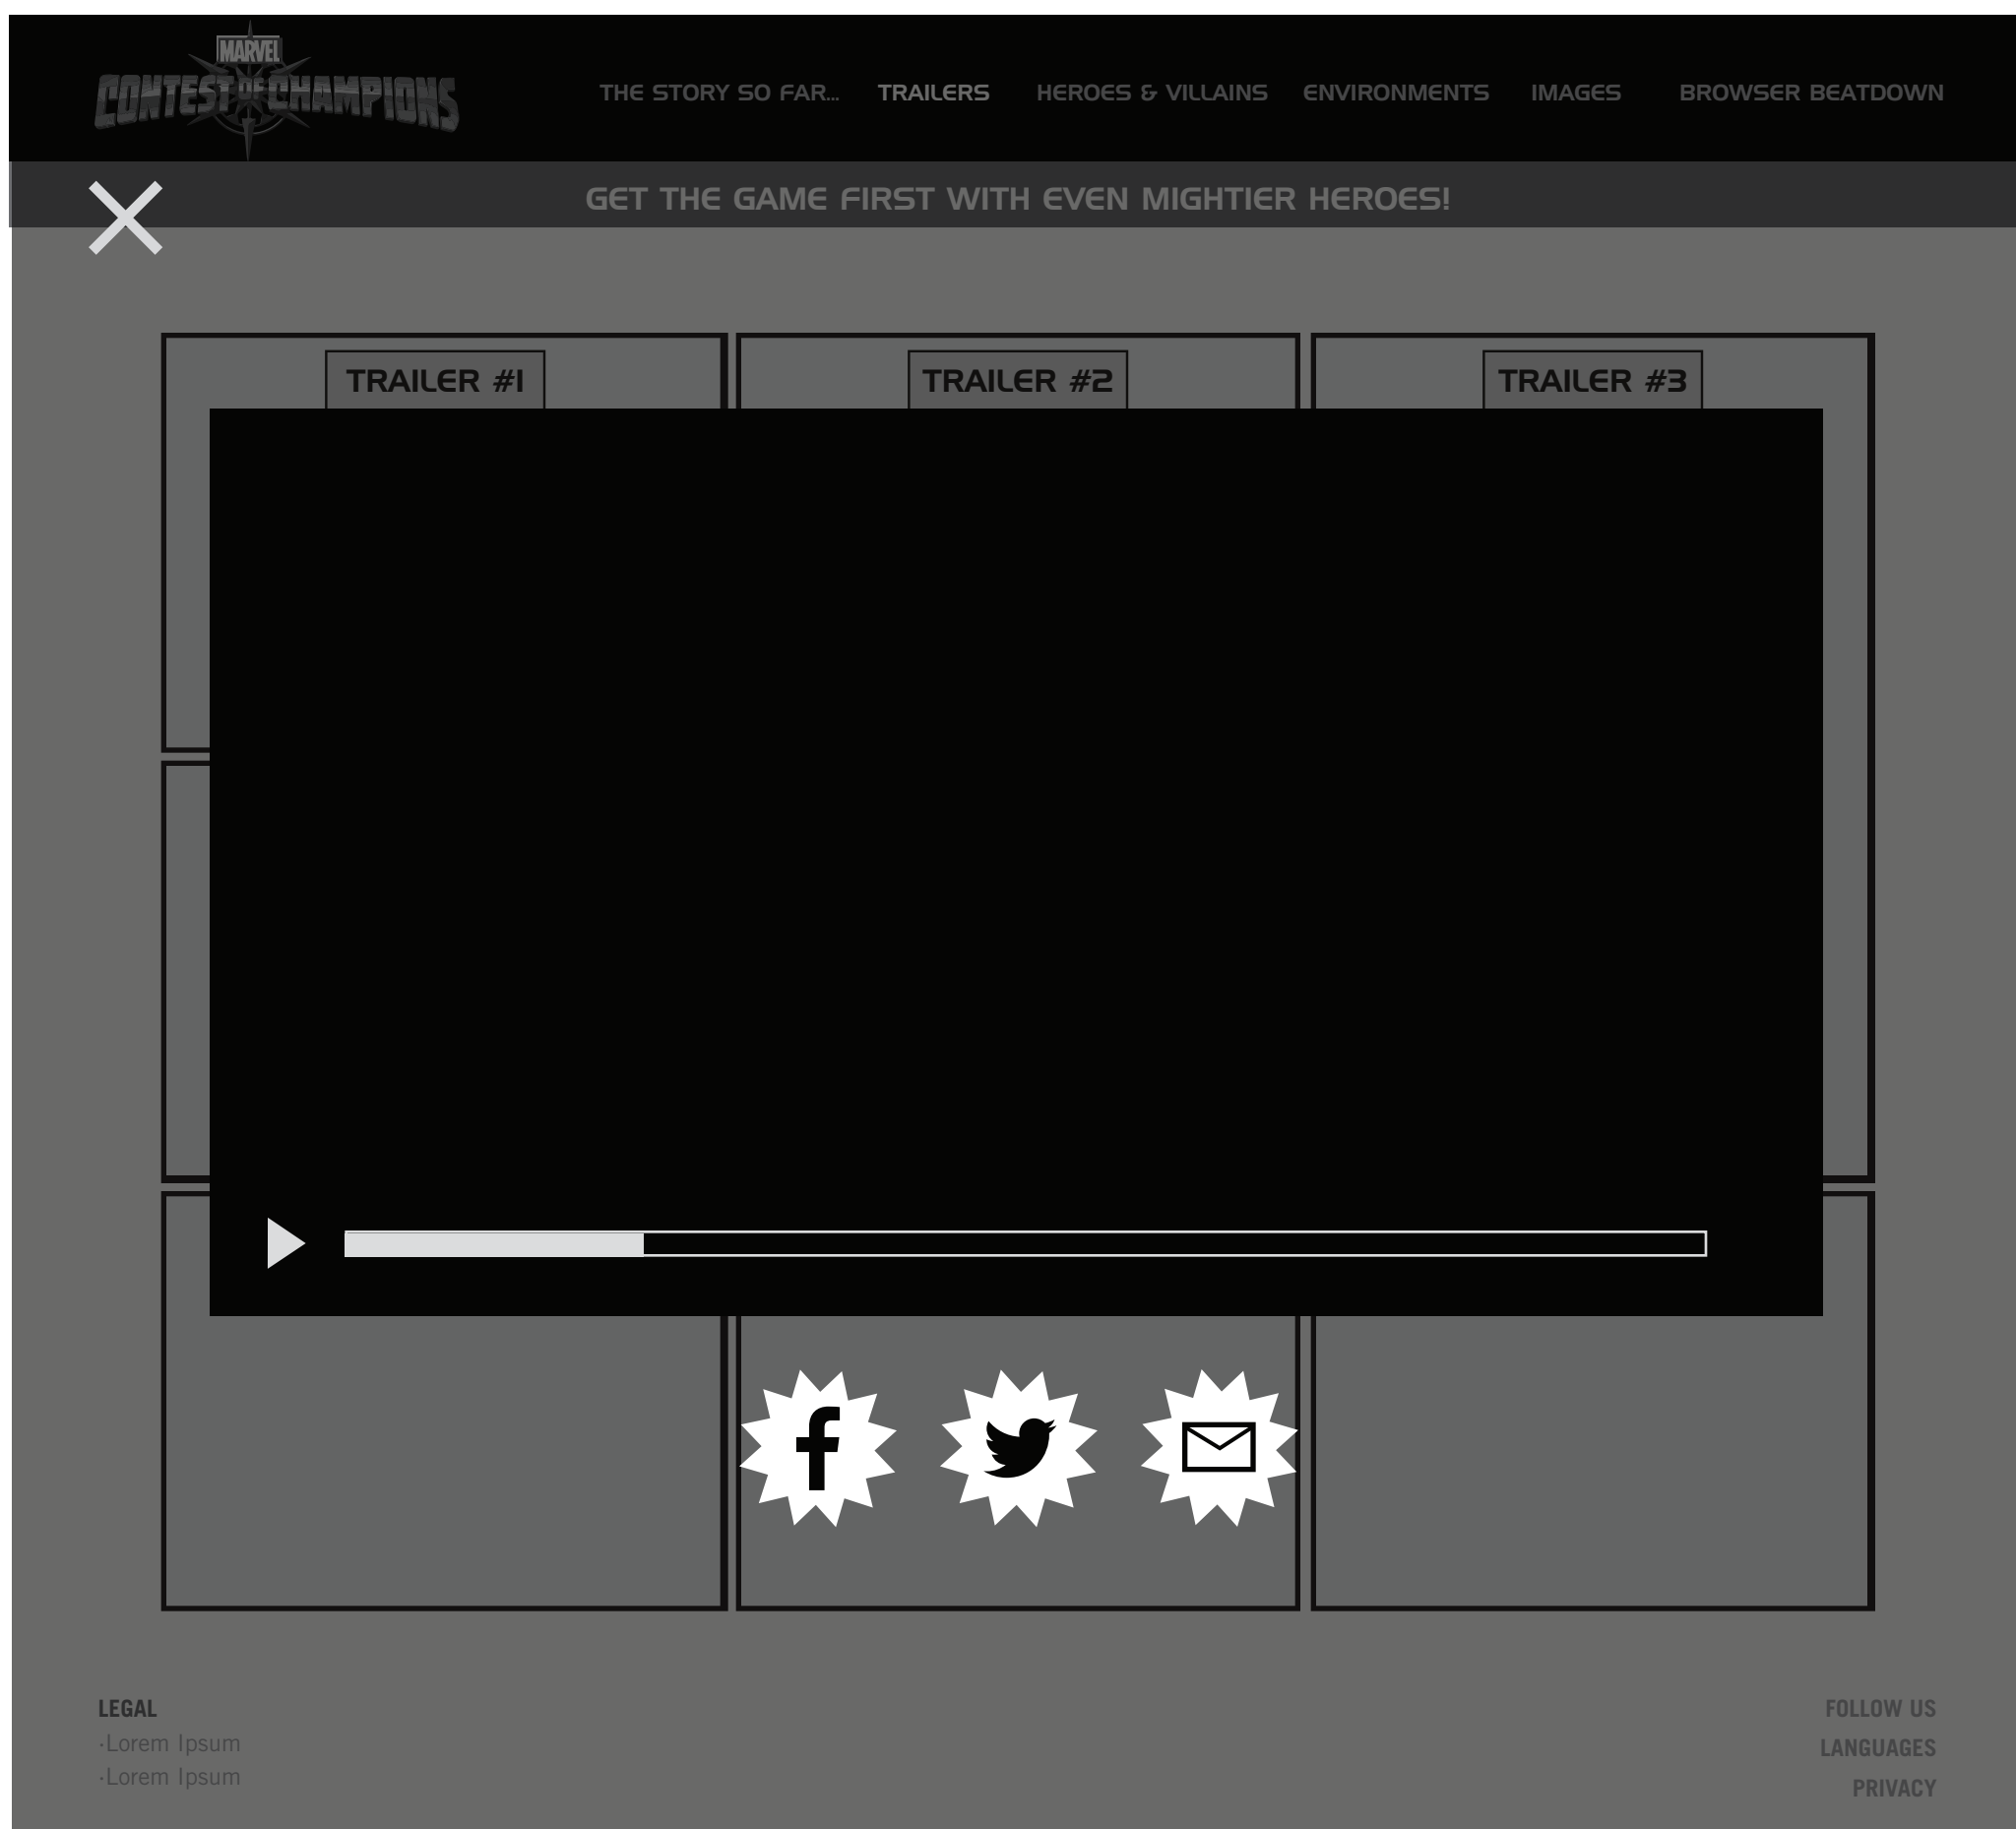 MARVEL
CONTEST OF CHAMPIONS
THE STORY SO FAR... TRAILERS HEROES & VILLAINS ENVIRONMENTS IMAGES BROWSER BEATDOWN
GET THE GAME FIRST WITH EVEN MIGHTIER HEROES!
TRAILER #1
TRAILER #2
TRAILER #3
LEGAL
·Lorem Ipsum
·Lorem Ipsum
FOLLOW US
LANGUAGES
PRIVACY